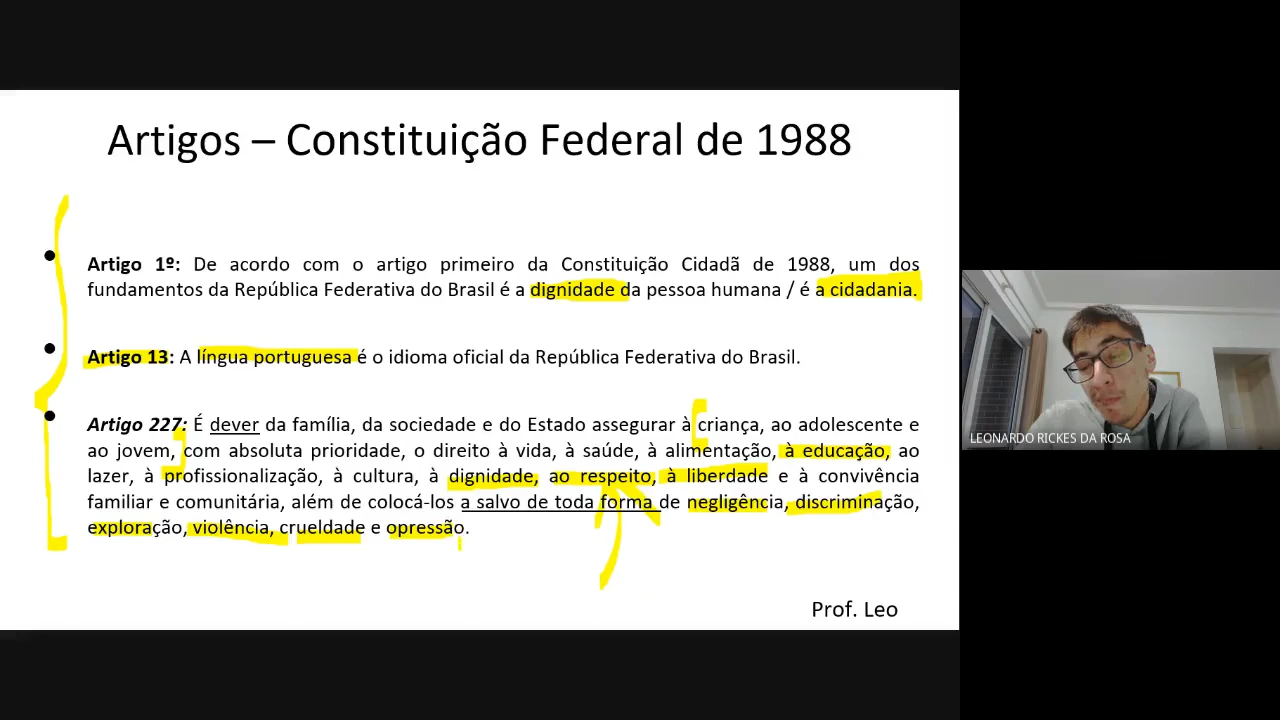 Artigos – Constituição Federal de 1988
• Artigo 1º: De acordo com o artigo primeiro da Constituição Cidadã de 1988, um dos
fundamentos da República Federativa do Brasil é a dignidade da pessoa humana / é a cidadania.
• Artigo 13: A língua portuguesa é o idioma oficial da República Federativa do Brasil.
• Artigo 227: É dever da família, da sociedade e do Estado assegurar à criança, ao adolescente e
ao jovem, com absoluta prioridade, o direito à vida, à saúde, à alimentação, à educação, ao
lazer, à profissionalização, à cultura, à dignidade, ao respeito, à liberdade e à convivência
familiar e comunitária, além de colocá-los a salvo de toda forma de negligência, discriminação,
exploração, violência, crueldade e opressão.
Prof. Leo
LEONARDO RICKES DA ROSA